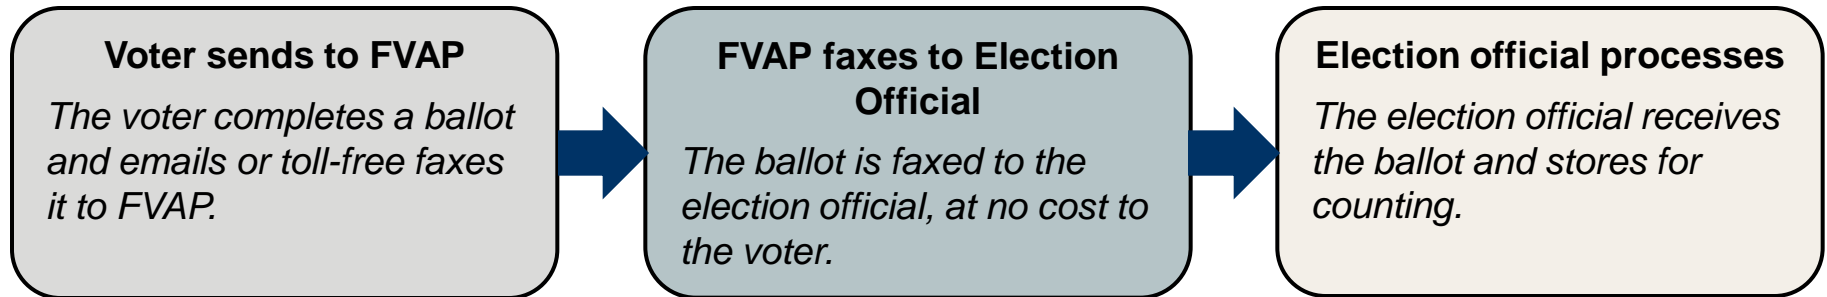 Voter sends to FVAP
The voter completes a ballot
and emails or toll-free faxes
it to FVAP.
FVAP faxes to Election
Official
The ballot is faxed to the
election official, at no cost to
the voter.
Election official processes
The election official receives
the ballot and stores for
counting.